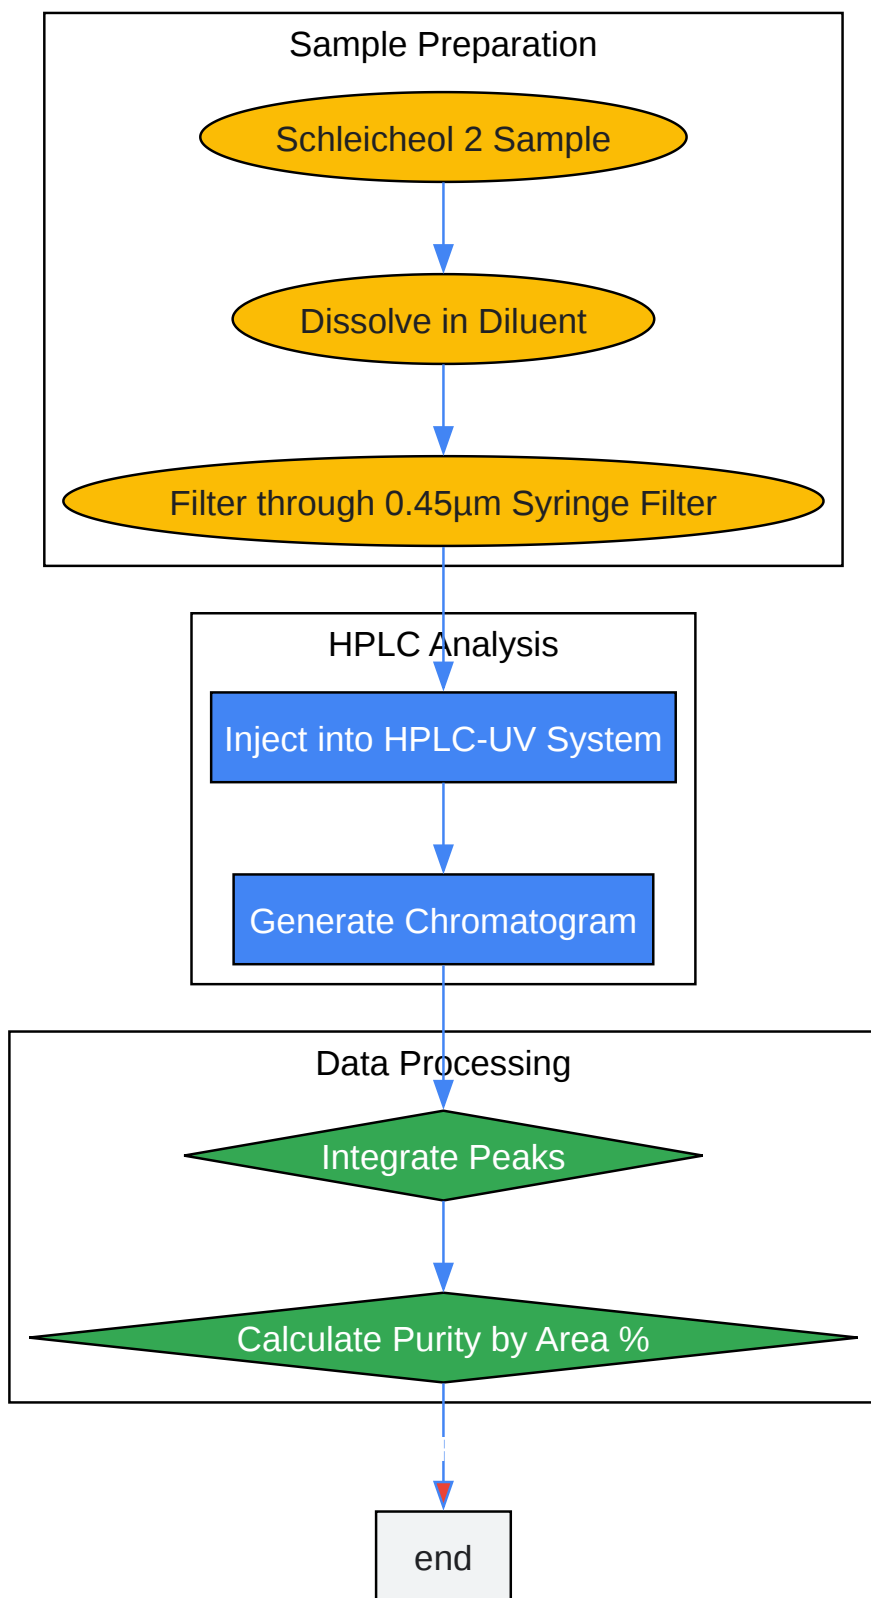 Sample Preparation
Schleicheol 2 Sample
Dissolve in Diluent
Filter through 0.45µm Syringe Filter
HPLC Analysis
Inject into HPLC-UV System
Generate Chromatogram
Data Processing
Integrate Peaks
Calculate Purity by Area %
end